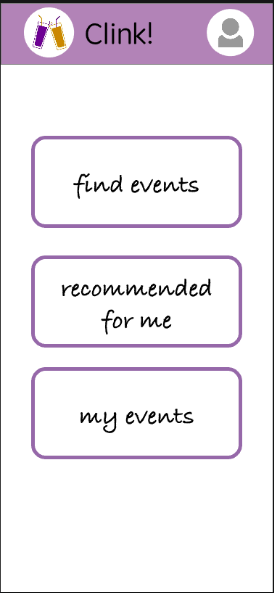 Clink!
find events
recommended
for me
my events